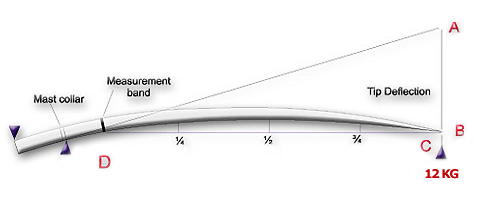 A
Measurement
band
Mast collar
Tip Deflection
B
C
D
¼
½
¾
12 KG